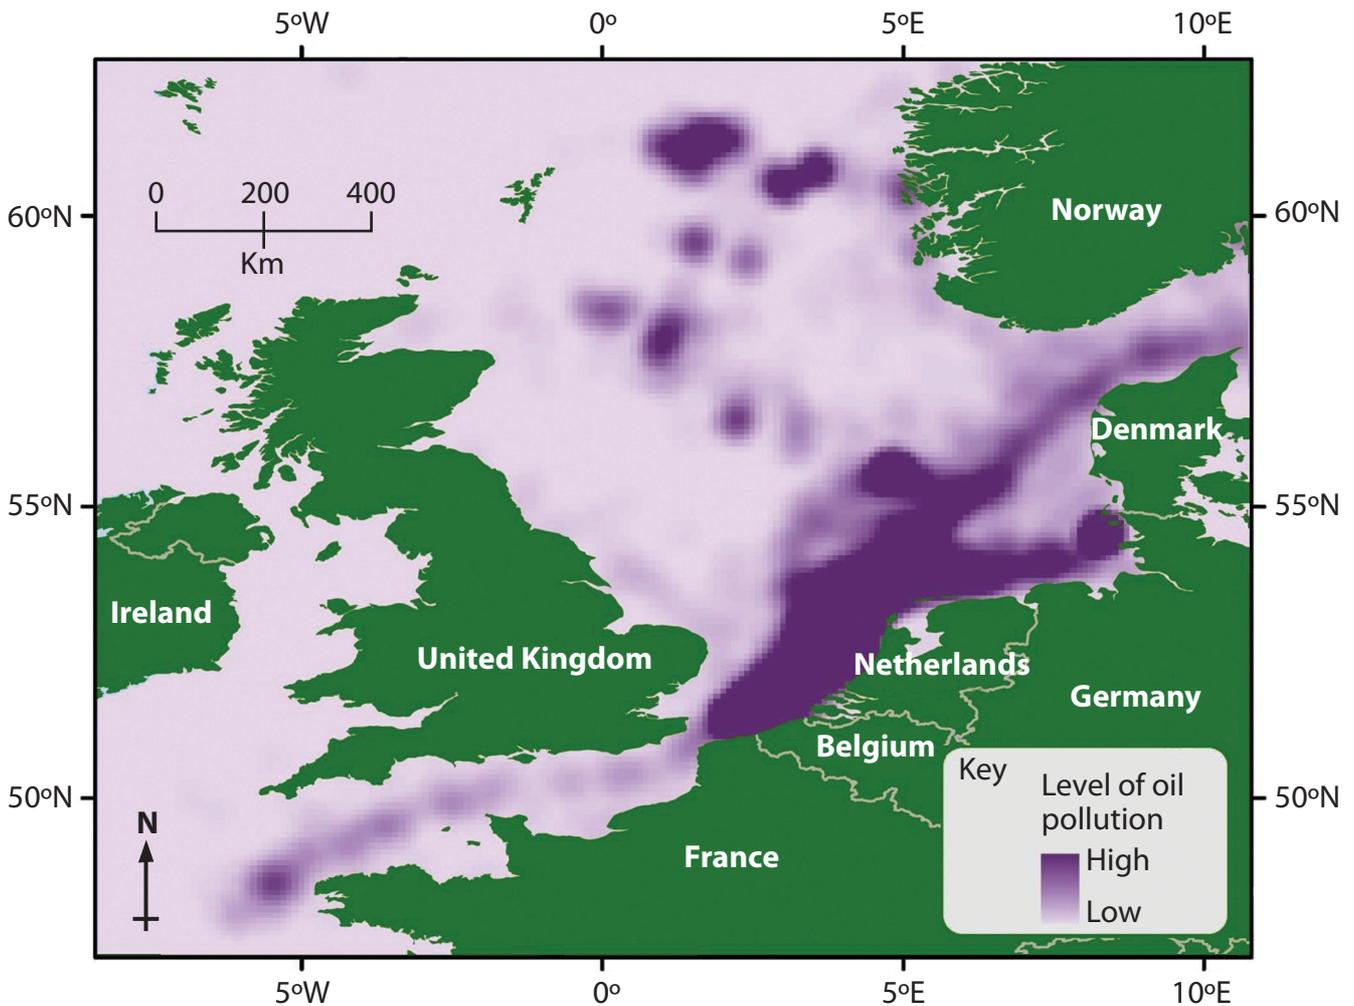 5ºW 0º 5ºE 10ºE
0 200 400
Km
60ºN
60ºN
Norway
Denmark
55ºN
55ºN
Ireland
United Kingdom
Netherlands
Germany
Belgium
50ºN
50ºN
N
France
Key
Level of oil
pollution
High
Low
5ºW 0º 5ºE 10ºE